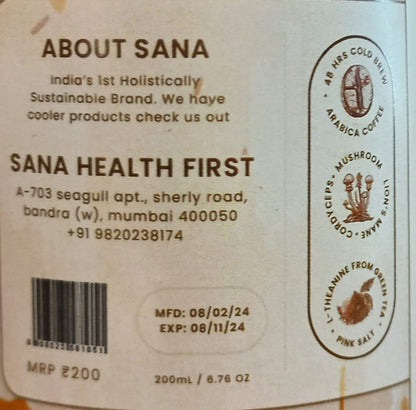 ABOUT SANA
India's 1st Holistically
Sustainable Brand. We have
cooler products check us out
SANA HEALTH FIRST
A-703 seagull apt., sherly road,
bandra (w), mumbai 400050
+91 9820238174
MFD: 08/02/24
EXP: 08/11/24
MRP ₹200
200mL / 6.76 OZ
• 48 HRS COLD BREW
ARABICA COFFEE
MUSHROOM
LION'S MANE • CORDYCEPS •
• L-THEANINE FROM GREEN TEA
• PINK SALT